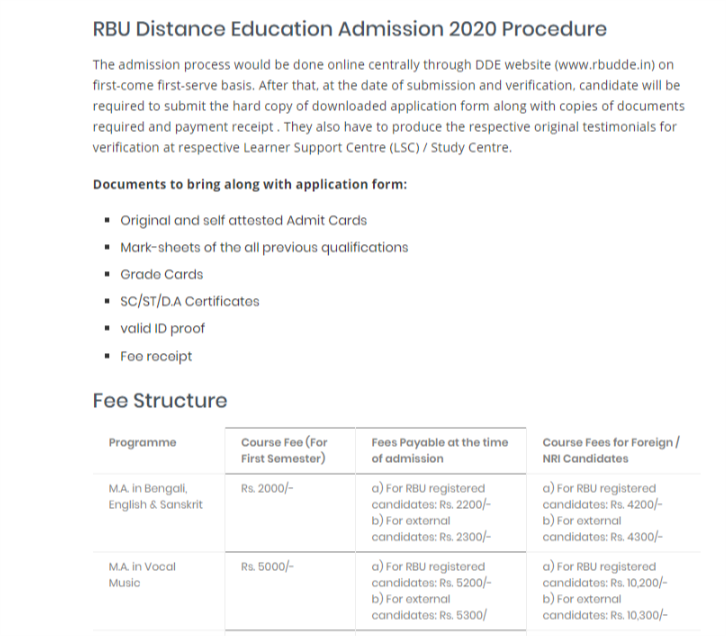 RBU Distance Education Admission 2020 Procedure
The admission process would be done online centrally through DDE website (www.rbudde.in) on
first-come first-serve basis. After that, at the date of submission and verification, candidate will be
required to submit the hard copy of downloaded application form along with copies of documents
required and payment receipt . They also have to produce the respective original testimonials for
verification at respective Learner Support Centre (LSC) / Study Centre.
Documents to bring along with application form:
▪ Original and self attested Admit Cards
▪ Mark-sheets of the all previous qualifications
▪ Grade Cards
▪ SC/ST/D.A Certificates
▪ valid ID proof
▪ Fee receipt
Fee Structure
Programme
Course Fee (For
First Semester)
Fees Payable at the time
of admission
Course Fees for Foreign /
NRI Candidates
M.A. in Bengali,
English & Sanskrit
Rs. 2000/-
a) For RBU registered
candidates: Rs. 2200/-
b) For external
candidates: Rs. 2300/-
a) For RBU registered
candidates: Rs. 4200/-
b) For external
candidates: Rs. 4300/-
M.A. in Vocal
Music
Rs. 5000/-
a) For RBU registered
candidates: Rs. 5200/-
b) For external
candidates: Rs. 5300/
a) For RBU registered
candidates: Rs. 10,200/-
b) For external
candidates: Rs. 10,300/-